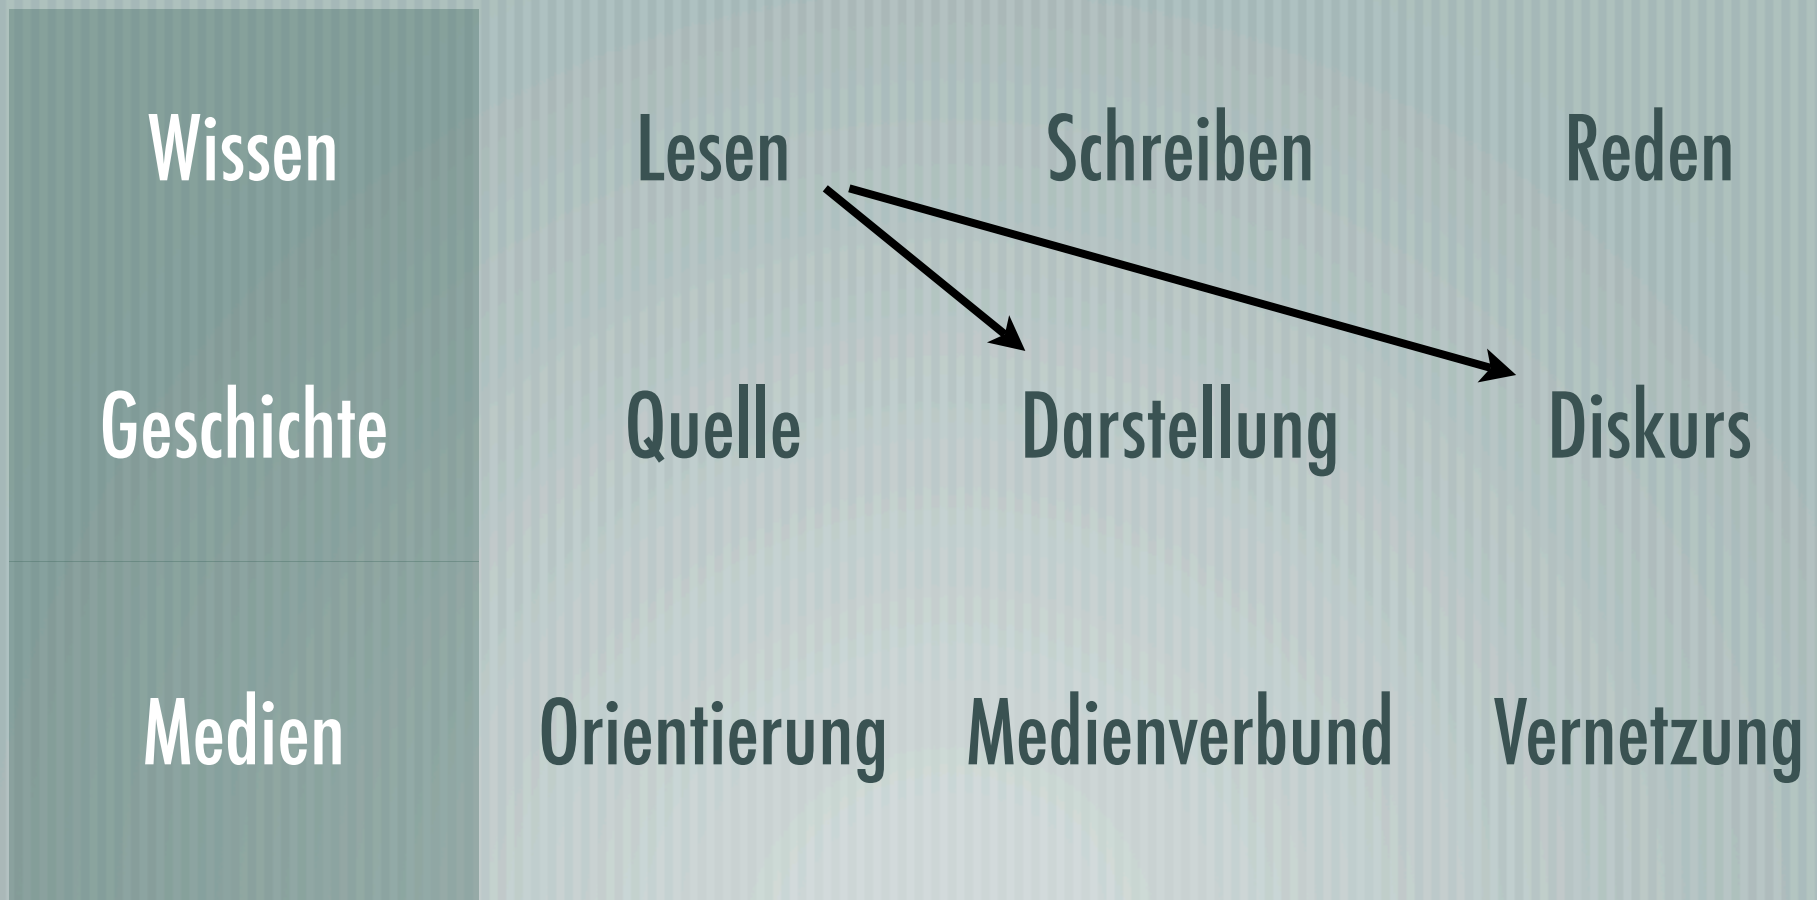 Wissen Lesen Schreiben Reden
Geschichte Quelle Darstellung Diskurs
Medien Orientierung Medienverbund Vernetzung